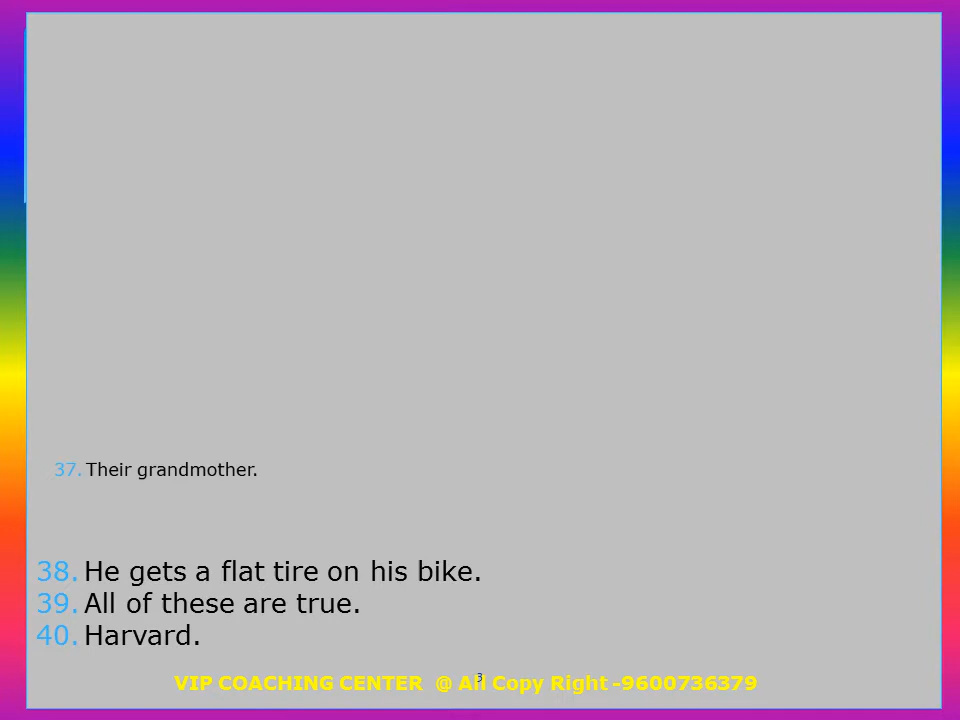 37. Their grandmother.
38. He gets a flat tire on his bike.
39. All of these are true.
40. Harvard.
3
VIP COACHING CENTER @ All Copy Right -9600736379